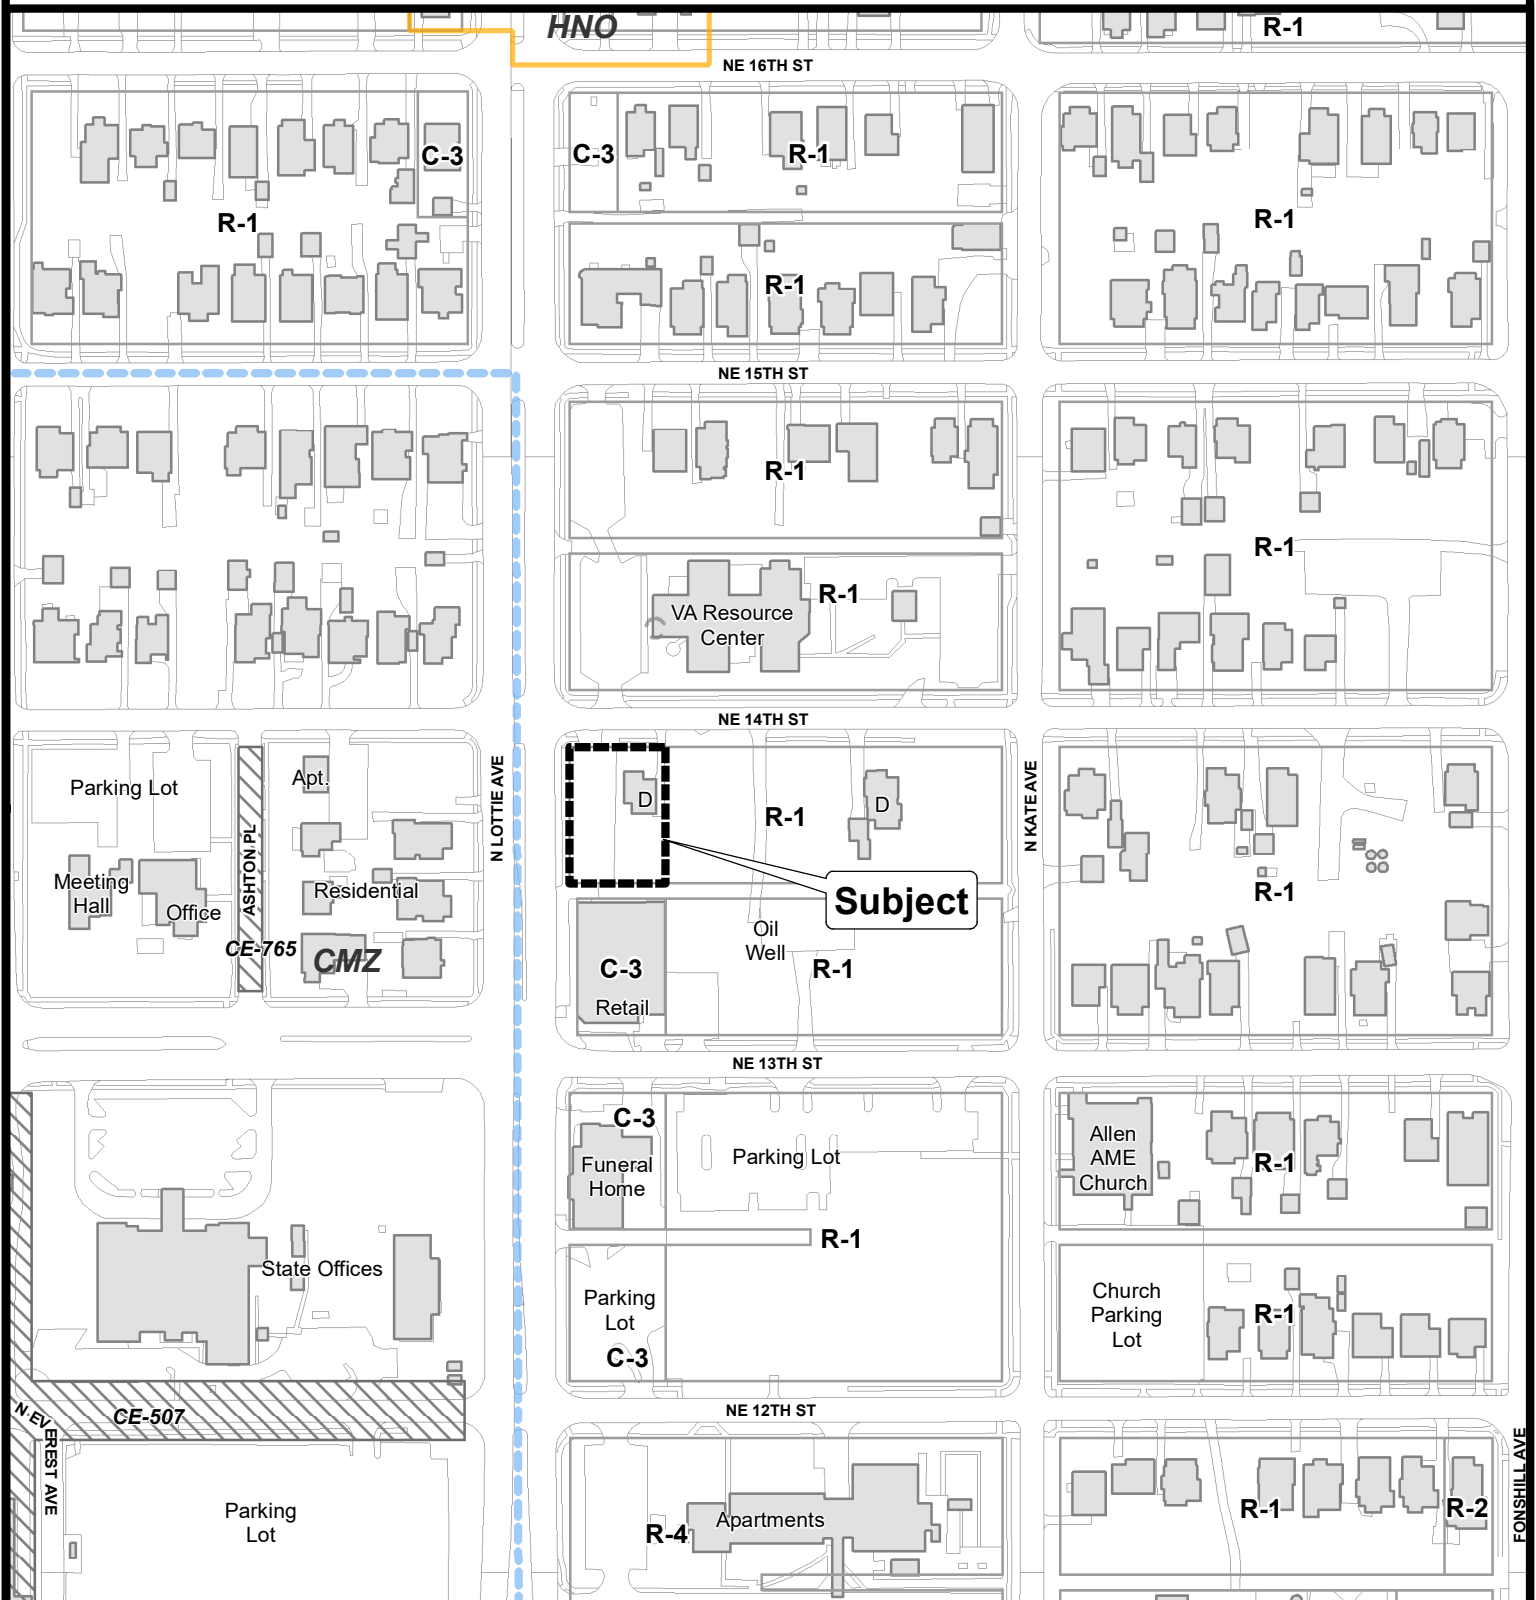 HNO
R-1
NE 16TH ST
C-3
C-3
R-1
R-1
R-1
R-1
NE 15TH ST
R-1
R-1
R-1
VA Resource
Center
NE 14TH ST
N LOTTIE AVE
N KATE AVE
Parking Lot
Apt.
D
D
R-1
ASHTON PL
Meeting
Hall
Office
Residential
R-1
Subject
CE-765
CMZ
Oil
Well
C-3
R-1
Retail
NE 13TH ST
C-3
Funeral
Home
Parking Lot
Allen
AME
Church
R-1
R-1
State Offices
Parking
Lot
C-3
Church
Parking
Lot
R-1
CE-507
NE 12TH ST
N EVEREST AVE
Parking
Lot
R-4
Apartments
R-1
R-2
FONSHILL AVE